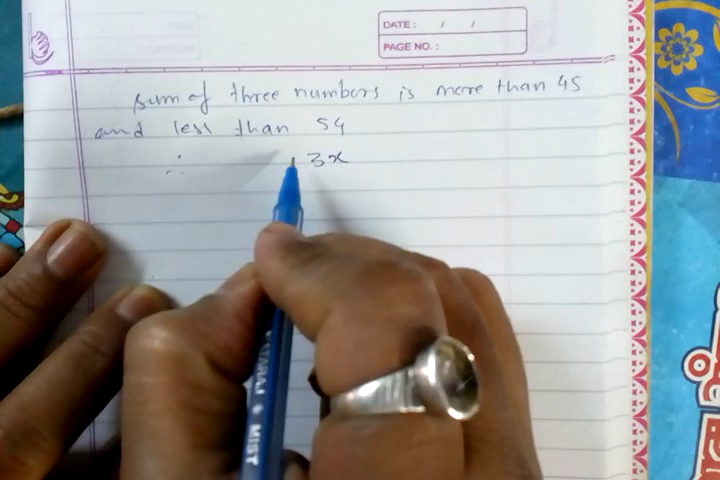 DATE: / /
PAGE NO.:
sum of three numbers is more than 45
and less than 54
∴ 3x
MIST